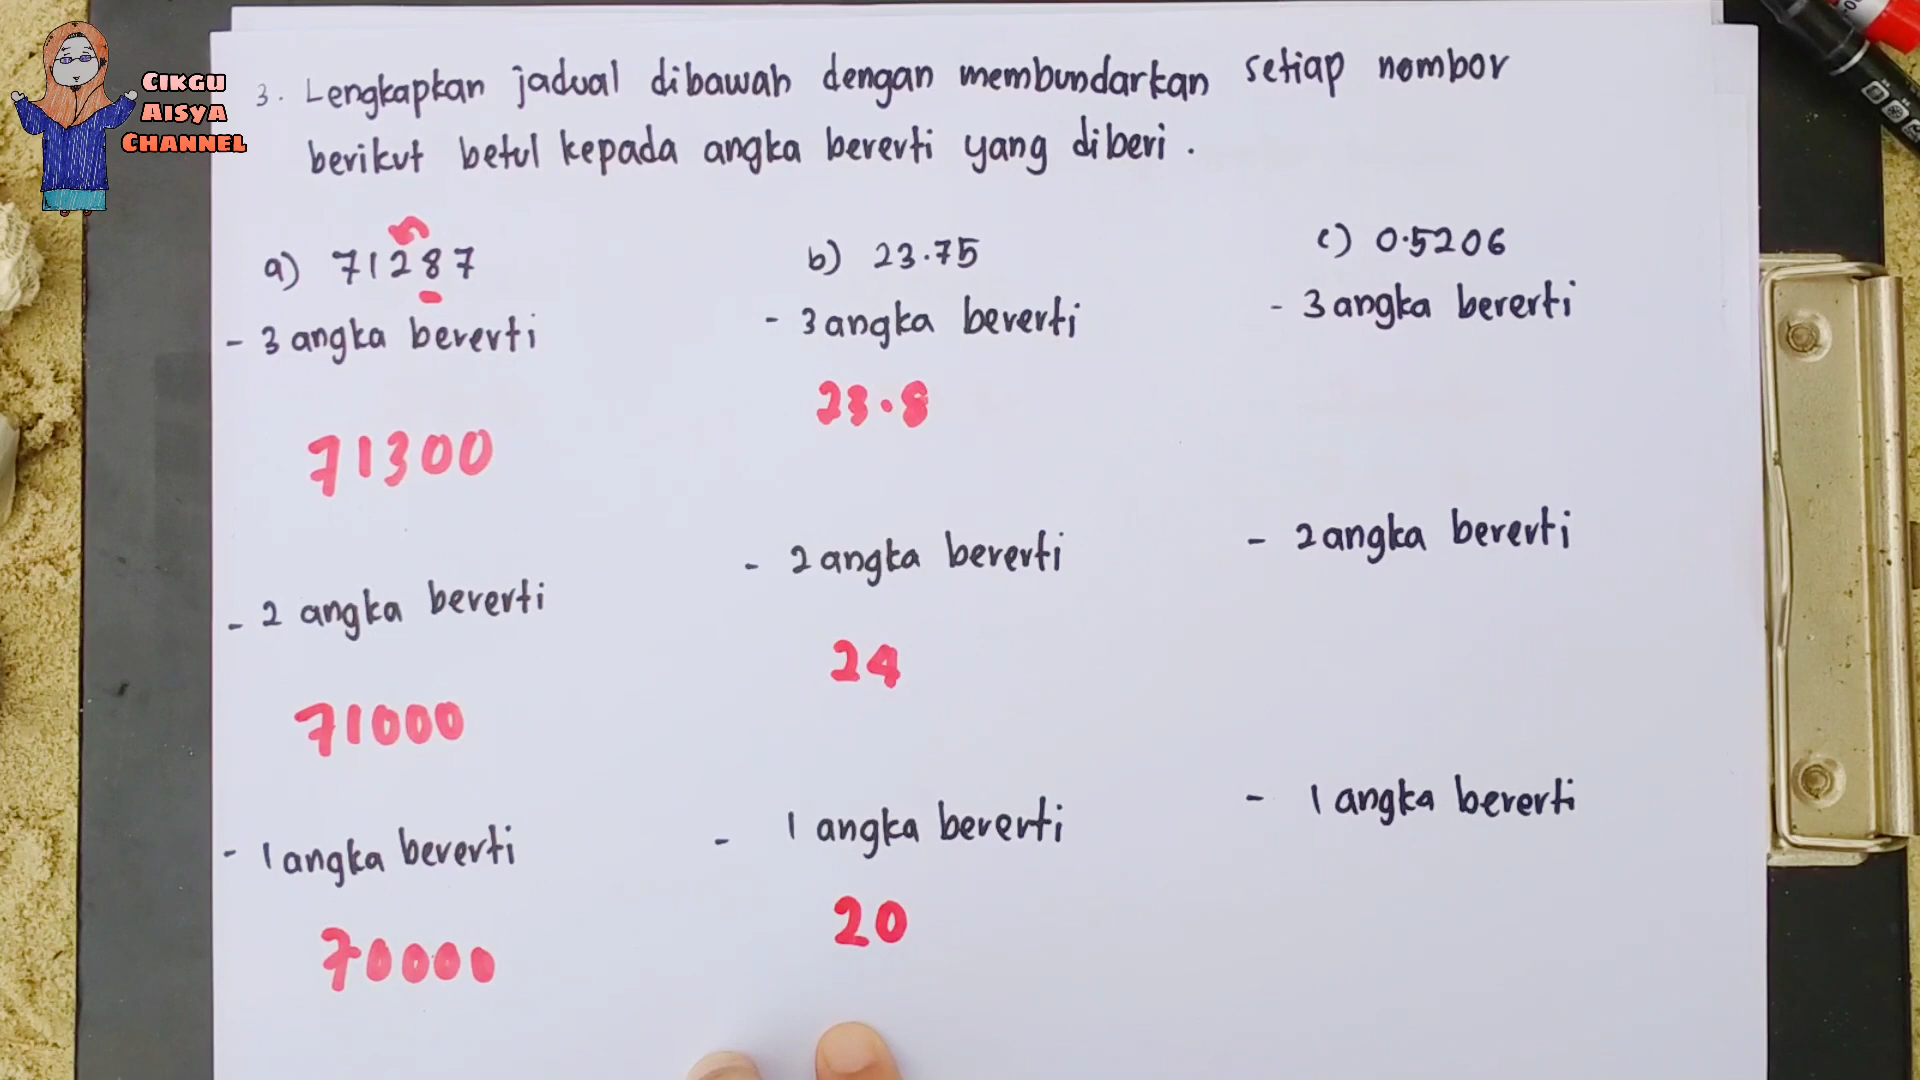 CIKGU
AISYA
CHANNEL
3. Lengkapkan jadual dibawah dengan membundarkan setiap nombor
berikut betul kepada angka bererti yang diberi.
a) 71287
- 3 angka bererti
71300
- 2 angka bererti
71000
- 1 angka bererti
70000
b) 23.75
- 3 angka bererti
23.8
- 2 angka bererti
24
- 1 angka bererti
20
c) 0.5206
- 3 angka bererti
- 2 angka bererti
- 1 angka bererti